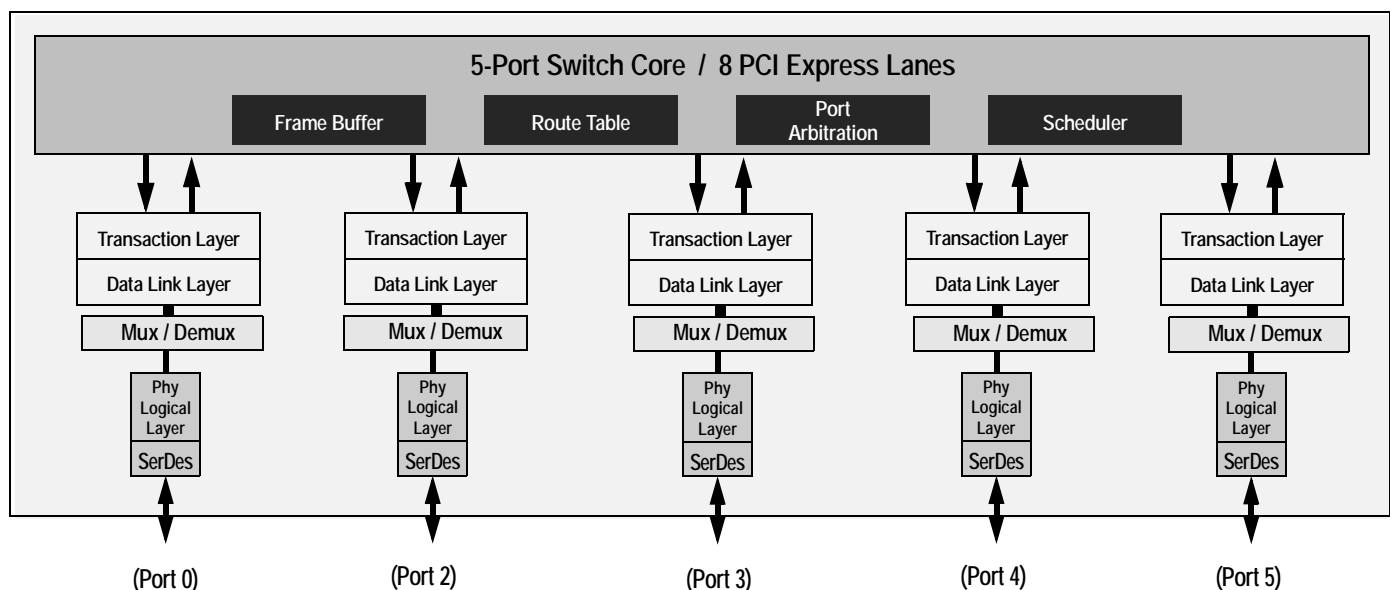 5-Port Switch Core / 8 PCI Express Lanes
Frame Buffer
Route Table
Port
Arbitration
Scheduler
Transaction Layer
Transaction Layer
Transaction Layer
Transaction Layer
Transaction Layer
Data Link Layer
Data Link Layer
Data Link Layer
Data Link Layer
Data Link Layer
Mux / Demux
Mux / Demux
Mux / Demux
Mux / Demux
Mux / Demux
Phy
Logical
Layer
Phy
Logical
Layer
Phy
Logical
Layer
Phy
Logical
Layer
Phy
Logical
Layer
SerDes
SerDes
SerDes
SerDes
SerDes
(Port 0)
(Port 2)
(Port 3)
(Port 4)
(Port 5)